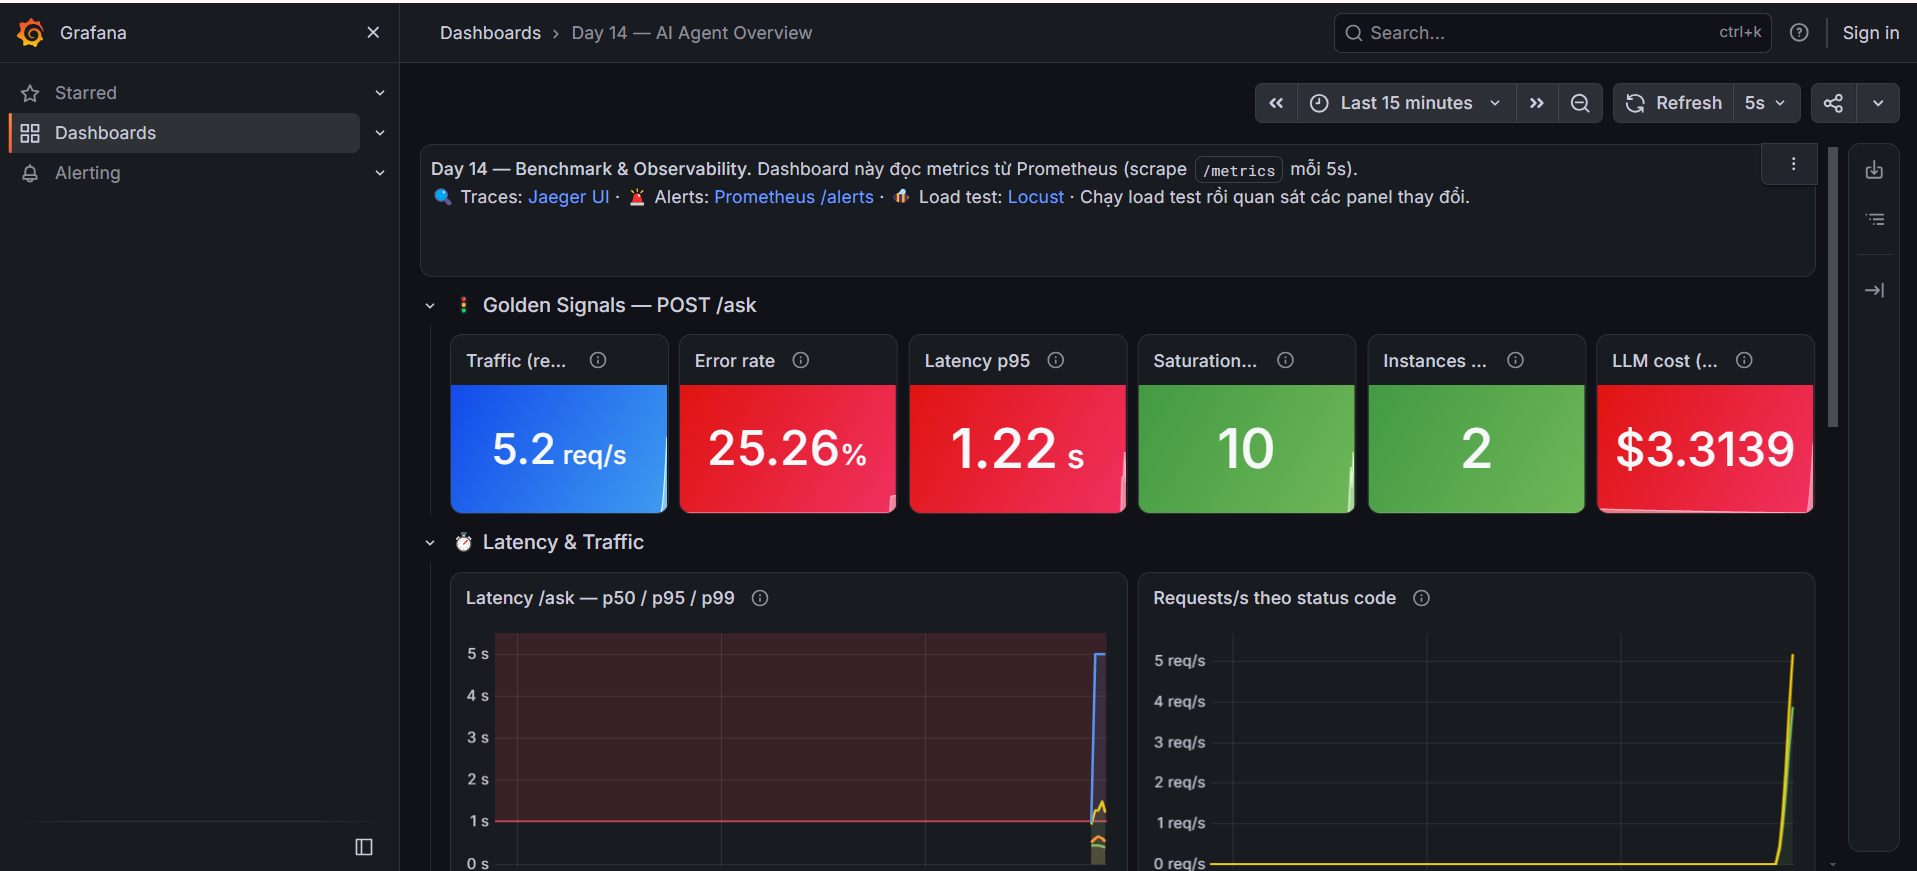 Grafana
Dashboards › Day 14 — AI Agent Overview
Search... ctrl+k
Sign in
Starred
Dashboards
Alerting
Last 15 minutes
Refresh 5s
Day 14 — Benchmark & Observability. Dashboard này đọc metrics từ Prometheus (scrape /metrics mỗi 5s).
🔍 Traces: Jaeger UI · 🚨 Alerts: Prometheus /alerts · 🐝 Load test: Locust · Chạy load test rồi quan sát các panel thay đổi.
🚦 Golden Signals — POST /ask
Traffic (re...
5.2 req/s
Error rate
25.26%
Latency p95
1.22 s
Saturation...
10
Instances ...
2
LLM cost (...
$3.3139
⏱ Latency & Traffic
Latency /ask — p50 / p95 / p99
5 s
4 s
3 s
2 s
1 s
0 s
Requests/s theo status code
5 req/s
4 req/s
3 req/s
2 req/s
1 req/s
0 req/s